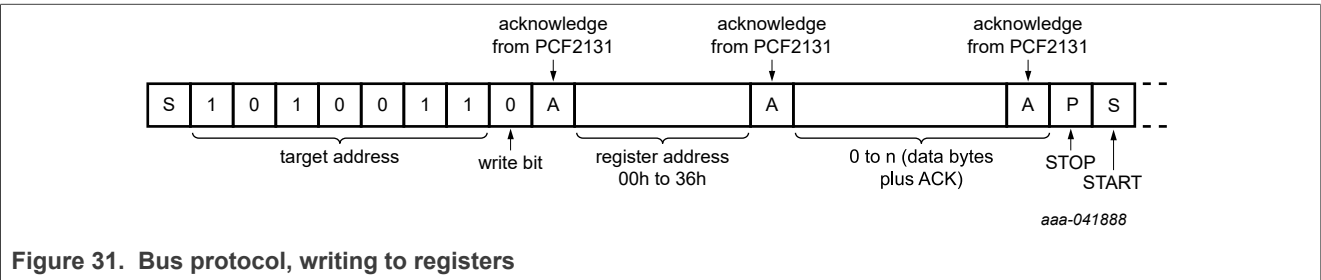 acknowledge
from PCF2131
acknowledge
from PCF2131
acknowledge
from PCF2131
S 1 0 1 0 0 1 1 0 A A A P S
target address
write bit
register address
00h to 36h
0 to n (data bytes
plus ACK)
STOP
START
aaa-041888
Figure 31. Bus protocol, writing to registers